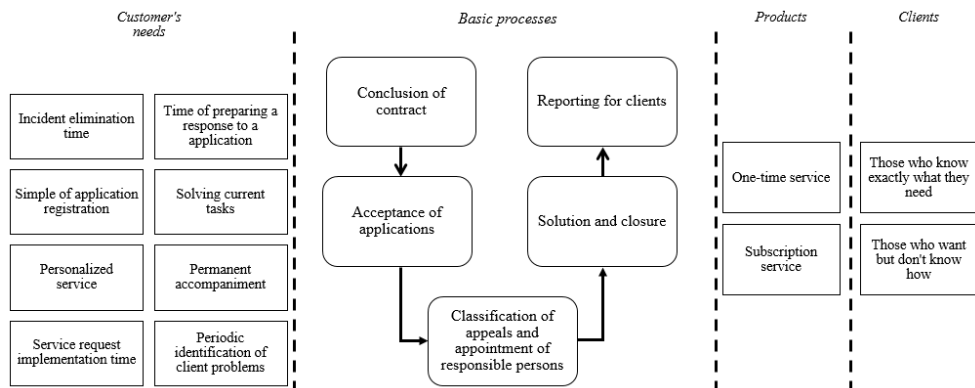 Customer's
needs
Basic processes
Products
Clients
Incident elimination
time
Time of preparing a
response to a
application
Simple of application
registration
Solving current
tasks
Personalized
service
Permanent
accompaniment
Service request
implementation time
Periodic
identification of
client problems
Conclusion of
contract
Acceptance of
applications
Classification of
appeals and
appointment of
responsible persons
Solution and closure
Reporting for clients
One-time service
Subscription
service
Those who know
exactly what they
need
Those who want
but don't know
how